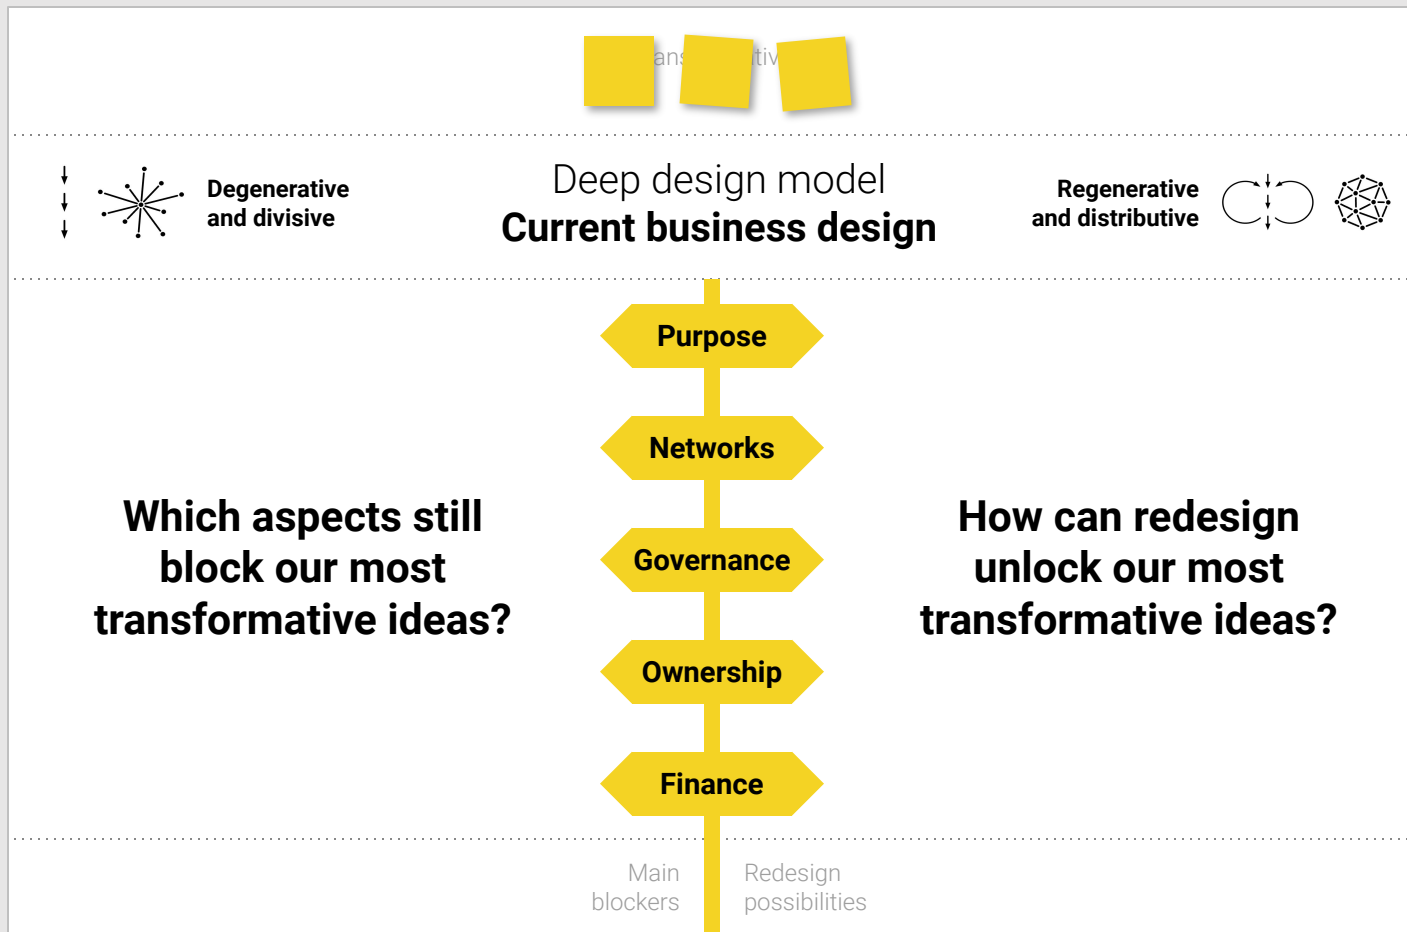 Degenerative
and divisive
Deep design model
Current business design
Regenerative
and distributive
Purpose
Networks
Governance
Ownership
Finance
Which aspects still
block our most
transformative ideas?
How can redesign
unlock our most
transformative ideas?
Main
blockers
Redesign
possibilities